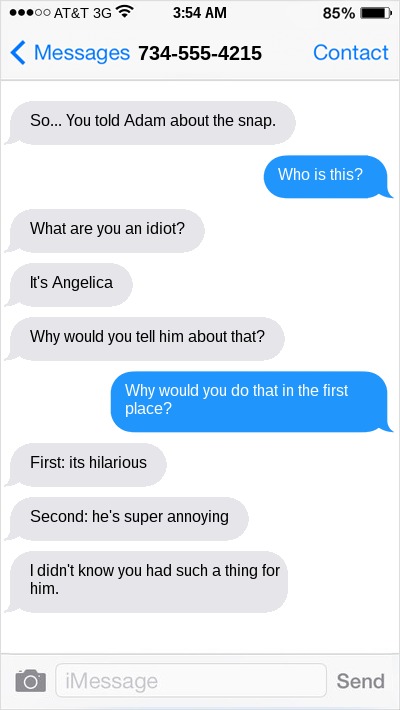 AT&T 3G 3:54 AM 85%
Messages 734-555-4215 Contact
So... You told Adam about the snap.
Who is this?
What are you an idiot?
It's Angelica
Why would you tell him about that?
Why would you do that in the first
place?
First: its hilarious
Second: he's super annoying
I didn't know you had such a thing for
him.
iMessage Send